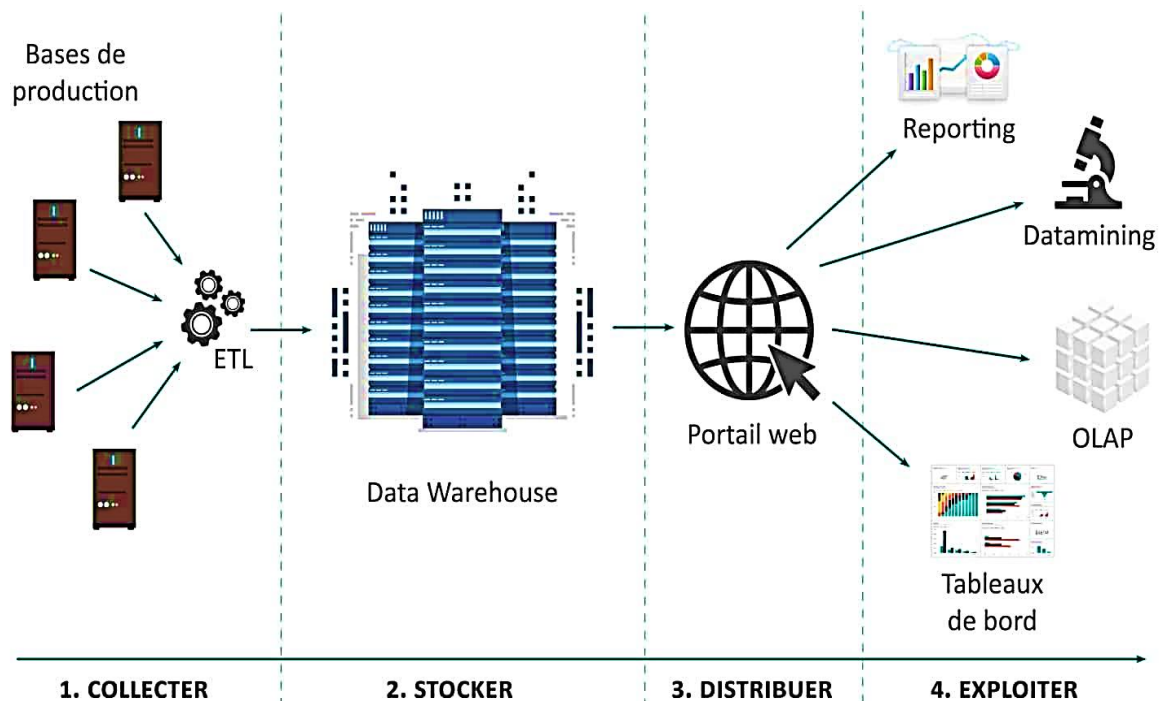 Bases de
production
ETL
Data Warehouse
Portail web
Reporting
Datamining
OLAP
Tableaux
de bord
1. COLLECTER
2. STOCKER
3. DISTRIBUER
4. EXPLOITER